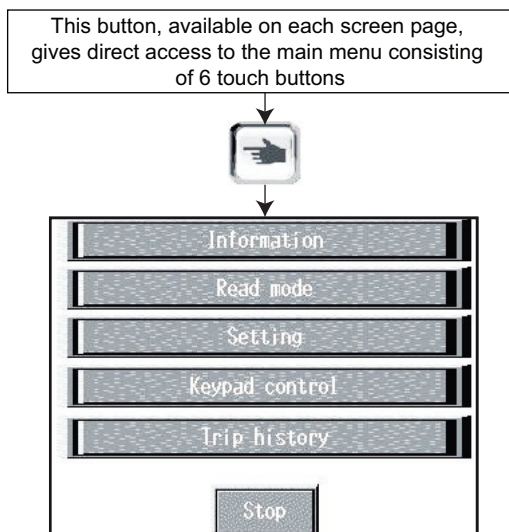 This button, available on each screen page,
gives direct access to the main menu consisting
of 6 touch buttons
Information
Read mode
Setting
Keypad control
Trip history
Stop